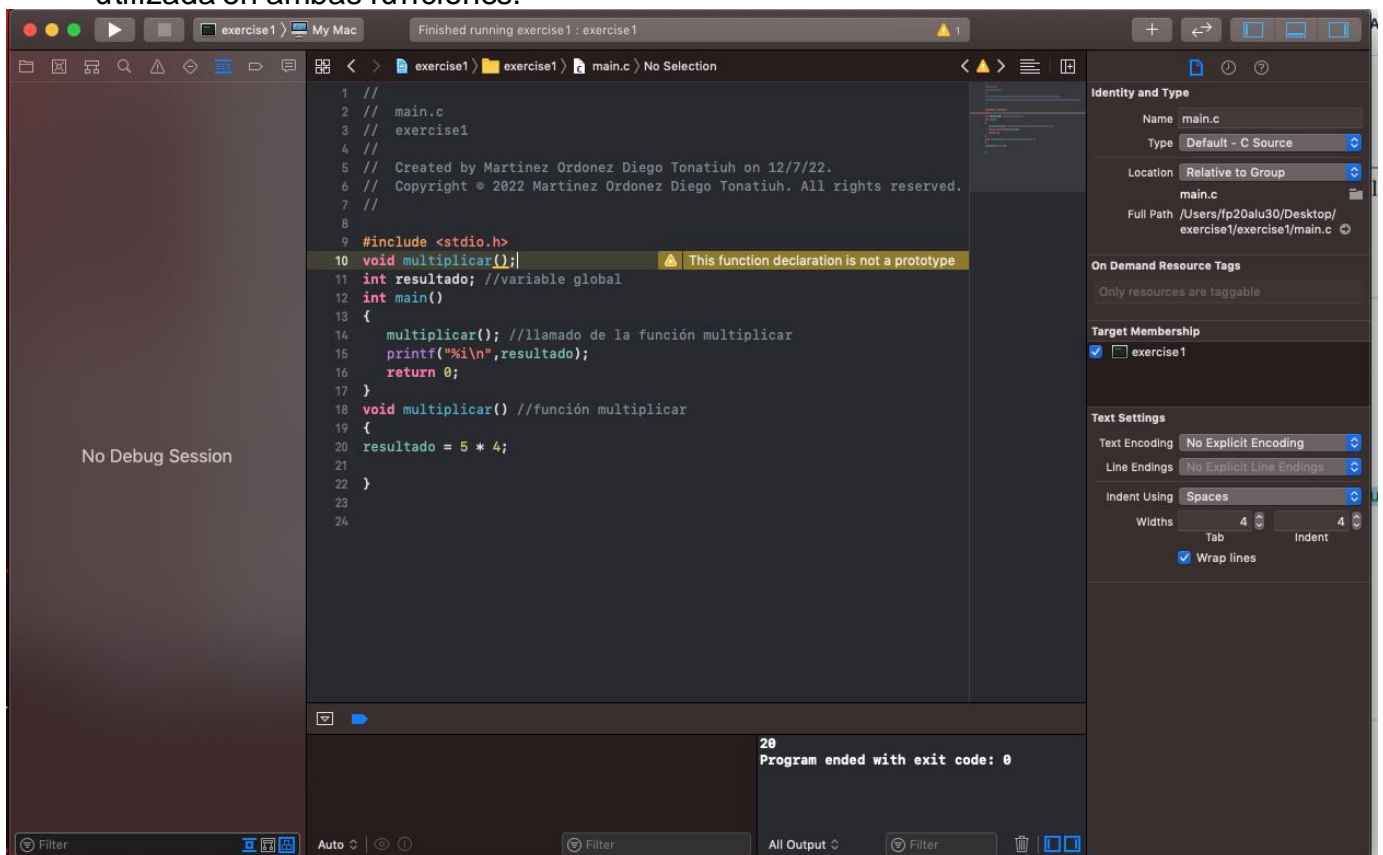 utilizada en ambas funciones.
exercise1 〉 My Mac
Finished running exercise1 : exercise1
1
exercise1 〉 exercise1 〉 main.c 〉 No Selection
1 //
2 // main.c
3 // exercise1
4 //
5 // Created by Martinez Ordonez Diego Tonatiuh on 12/7/22.
6 // Copyright © 2022 Martinez Ordonez Diego Tonatiuh. All rights reserved.
7 //
8
9 #include <stdio.h>
10 void multiplicar();
This function declaration is not a prototype
11 int resultado; //variable global
12 int main()
13 {
14 multiplicar(); //llamado de la función multiplicar
15 printf("%i\n",resultado);
16 return 0;
17 }
18 void multiplicar() //función multiplicar
19 {
20 resultado = 5 * 4;
21
22 }
23
24
No Debug Session
Identity and Type
Name main.c
Type Default - C Source
Location Relative to Group
main.c
Full Path /Users/fp20alu30/Desktop/
exercise1/exercise1/main.c
On Demand Resource Tags
Only resources are taggable
Target Membership
exercise1
Text Settings
Text Encoding No Explicit Encoding
Line Endings No Explicit Line Endings
Indent Using Spaces
Widths 4 4
Tab Indent
Wrap lines
20
Program ended with exit code: 0
Filter
Auto
Filter
All Output
Filter